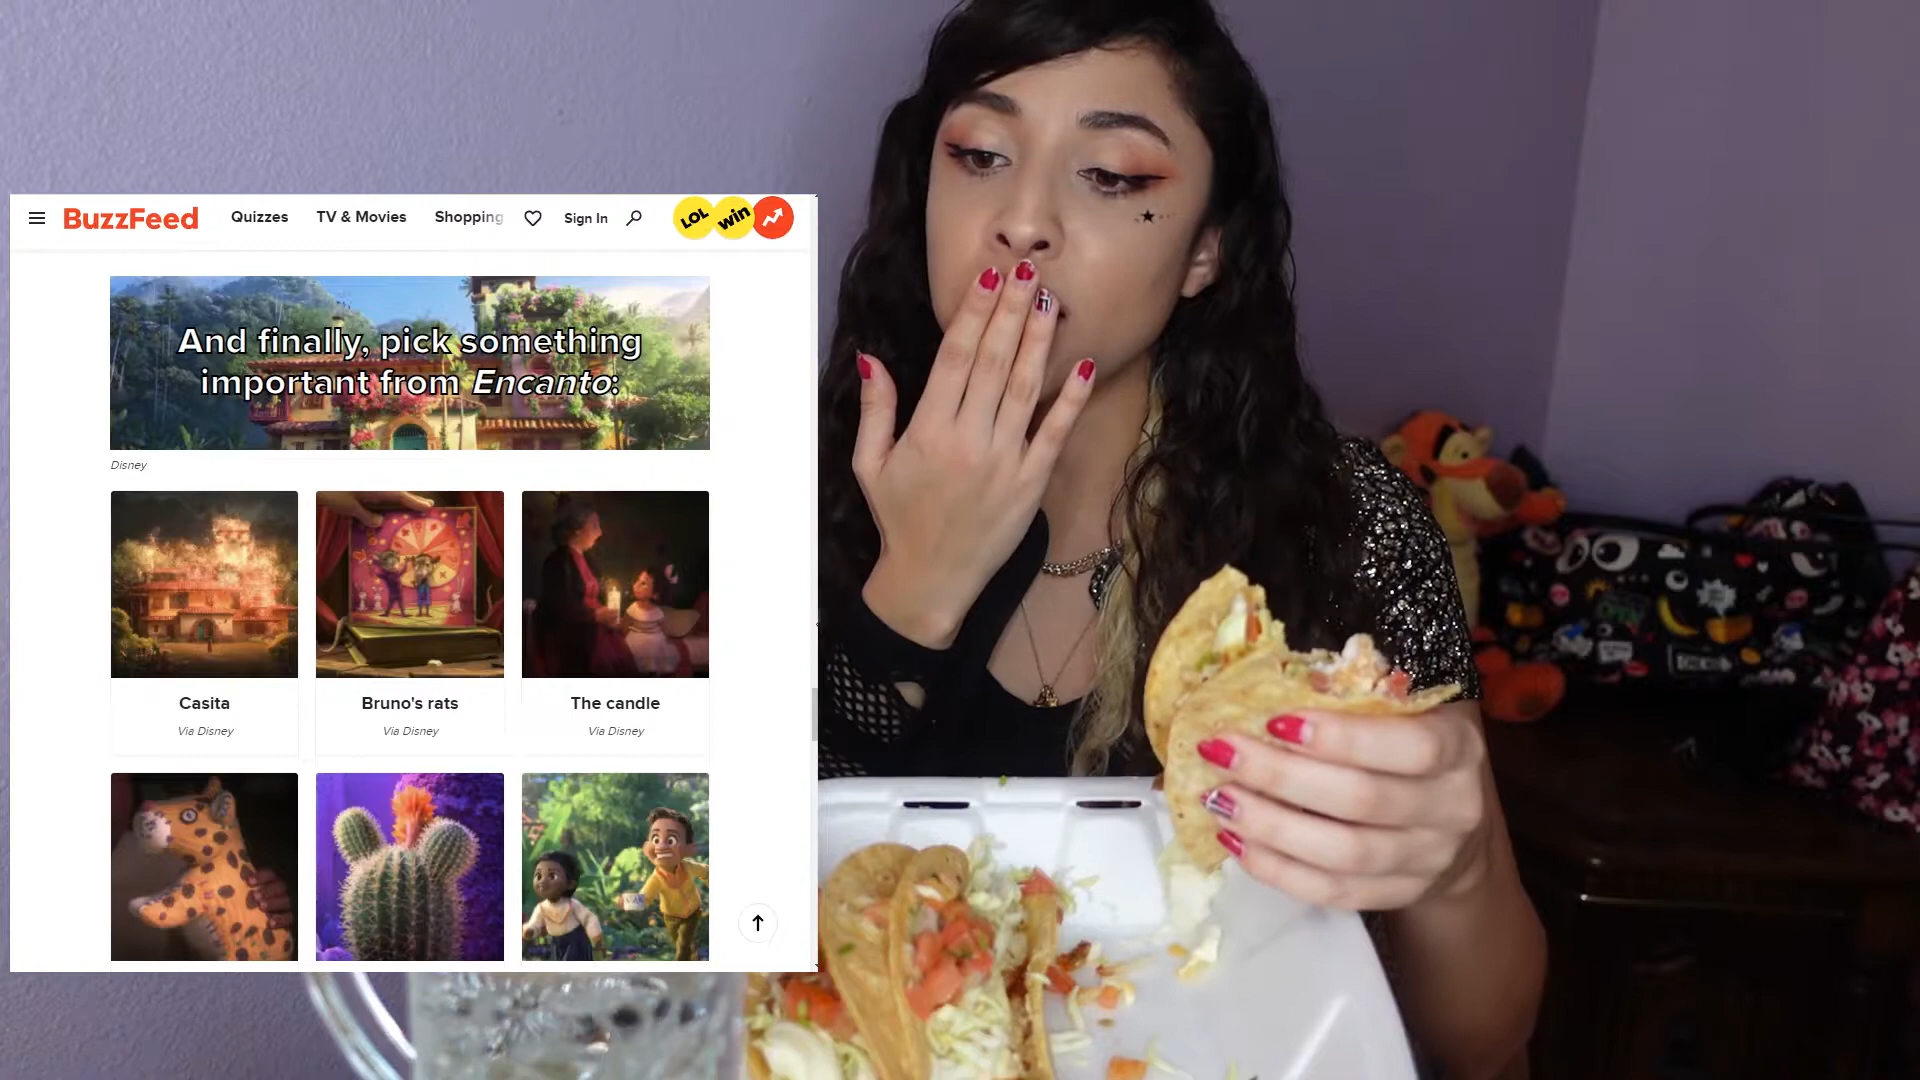 BuzzFeed Quizzes TV & Movies Shopping Sign In LOL win
And finally, pick something
important from Encanto:
Disney
Casita Bruno's rats The candle
Via Disney Via Disney Via Disney
OPEN